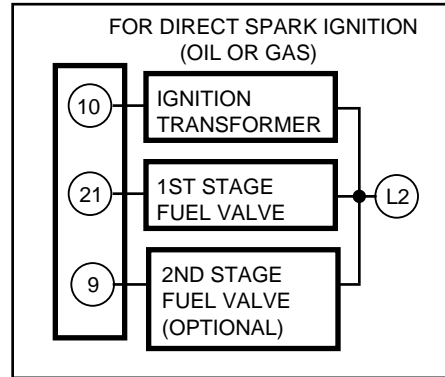 FOR DIRECT SPARK IGNITION
(OIL OR GAS)
10
IGNITION
TRANSFORMER
21
1ST STAGE
FUEL VALVE
L2
9
2ND STAGE
FUEL VALVE
(OPTIONAL)